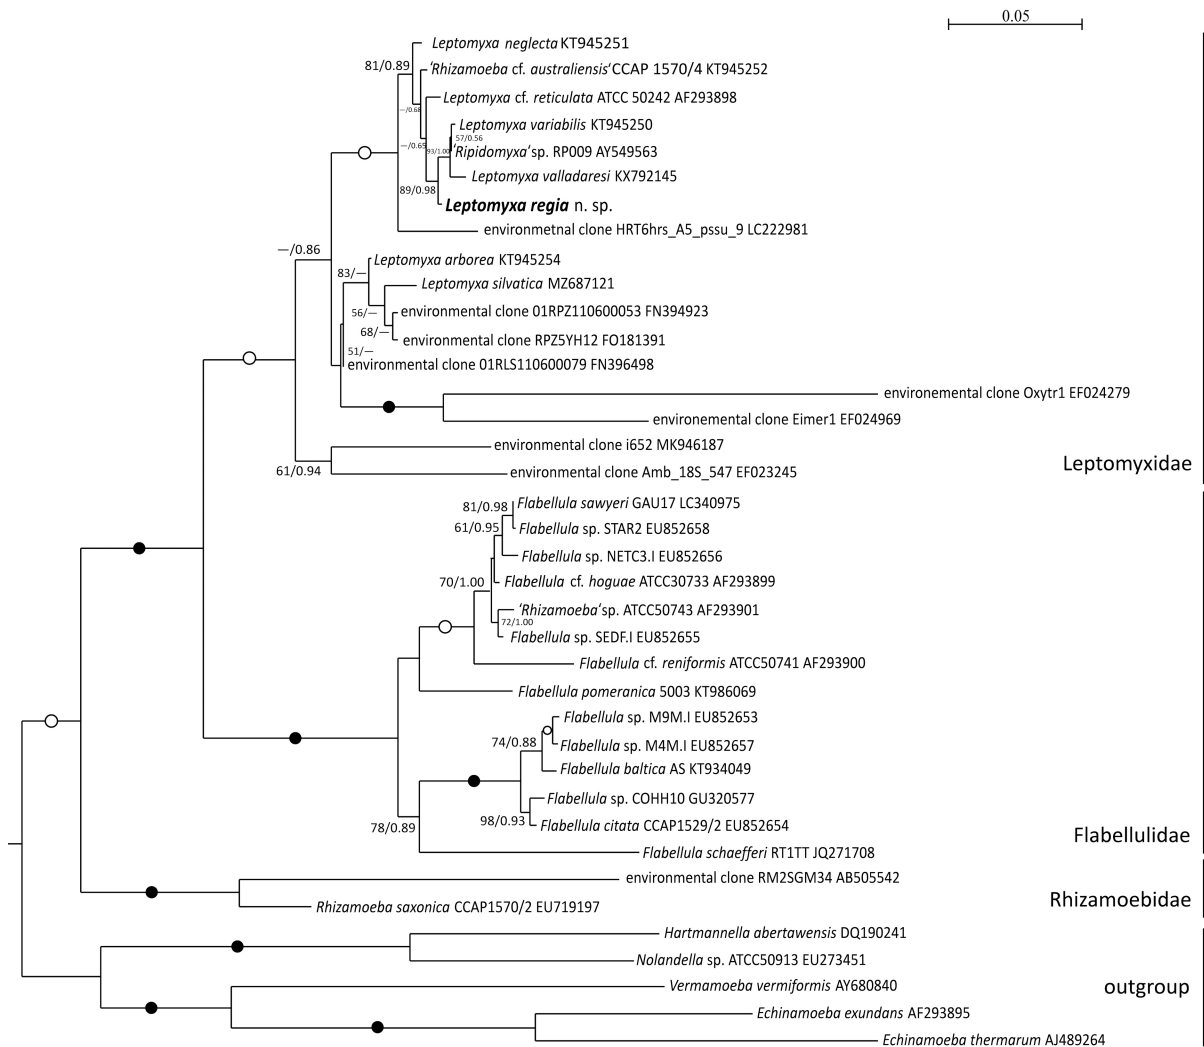 0.05
Leptomyxa neglecta KT945251
81/0.89
'Rhizamoeba cf. australiensis' CCAP 1570/4 KT945252
Leptomyxa cf. reticulata ATCC 50242 AF293898
—/0.68
Leptomyxa variabilis KT945250
57/0.56
—/0.65
93/1.00
'Ripidomyxa' sp. RP009 AY549563
Leptomyxa valladaresi KX792145
89/0.98
Leptomyxa regia n. sp.
environmetnal clone HRT6hrs_A5_pssu_9 LC222981
—/0.86
Leptomyxa arborea KT945254
83/—
Leptomyxa silvatica MZ687121
56/—
environmental clone 01RPZ110600053 FN394923
68/—
environmental clone RPZ5YH12 FO181391
51/—
environmental clone 01RLS110600079 FN396498
environemental clone Oxytr1 EF024279
environemental clone Eimer1 EF024969
environmental clone i652 MK946187
Leptomyxidae
61/0.94
environmental clone Amb_18S_547 EF023245
81/0.98
Flabellula sawyeri GAU17 LC340975
61/0.95
Flabellula sp. STAR2 EU852658
Flabellula sp. NETC3.I EU852656
70/1.00
Flabellula cf. hoguae ATCC30733 AF293899
'Rhizamoeba' sp. ATCC50743 AF293901
72/1.00
Flabellula sp. SEDF.I EU852655
Flabellula cf. reniformis ATCC50741 AF293900
Flabellula pomeranica 5003 KT986069
Flabellula sp. M9M.I EU852653
74/0.88
Flabellula sp. M4M.I EU852657
Flabellula baltica AS KT934049
Flabellula sp. COHH10 GU320577
98/0.93
Flabellula citata CCAP1529/2 EU852654
78/0.89
Flabellulidae
Flabellula schaefferi RT1TT JQ271708
environmental clone RM2SGM34 AB505542
Rhizamoebidae
Rhizamoeba saxonica CCAP1570/2 EU719197
Hartmannella abertawensis DQ190241
Nolandella sp. ATCC50913 EU273451
Vermamoeba vermiformis AY680840
outgroup
Echinamoeba exundans AF293895
Echinamoeba thermarum AJ489264